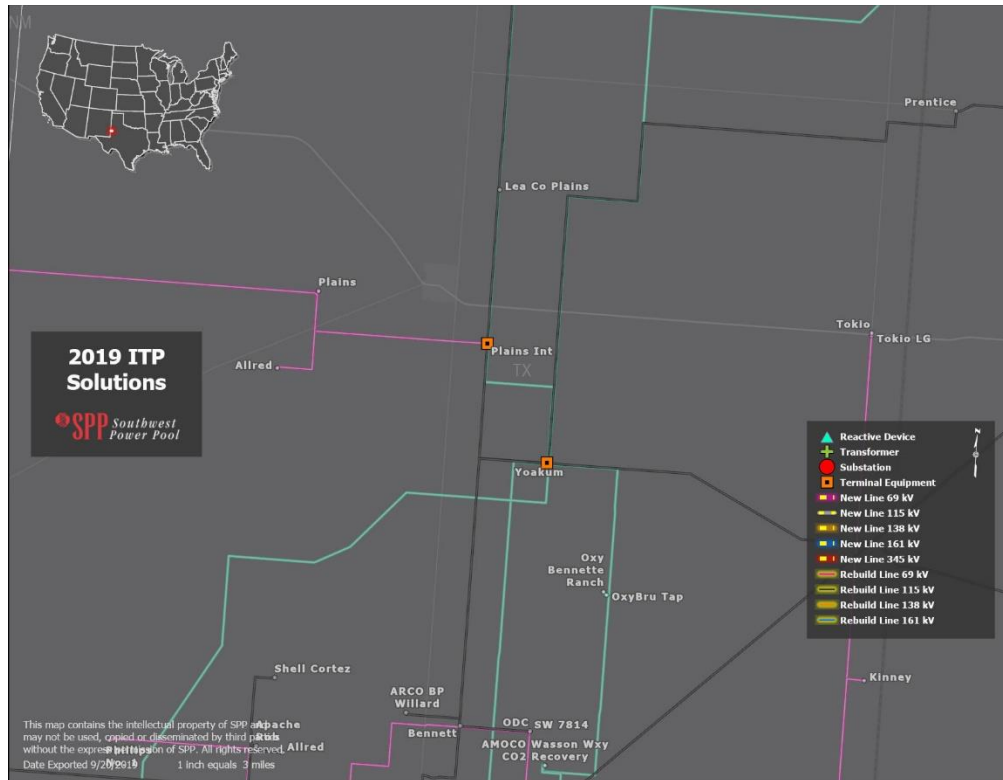 NM
Prentice
Lea Co Plains
Plains
Tokio
Tokio LG
Plains Int
Allred
TX
2019 ITP
Solutions
SPP Southwest
Power Pool
N
Reactive Device
Transformer
Substation
Terminal Equipment
New Line 69 kV
New Line 115 kV
New Line 138 kV
New Line 161 kV
New Line 345 kV
Rebuild Line 69 kV
Rebuild Line 115 kV
Rebuild Line 138 kV
Rebuild Line 161 kV
Yoakum
Oxy
Bennette
Ranch
OxyBru Tap
Shell Cortez
Kinney
ARCO BP
Willard
Bennett
ODC
SW 7814
AMOCO Wasson Wxy
CO2 Recovery
Apache
Allred
This map contains the intellectual property of SPP and
may not be used, copied or disseminated by third parties
without the express permission of SPP. All rights reserved.
Date Exported 1 inch equals 3 miles